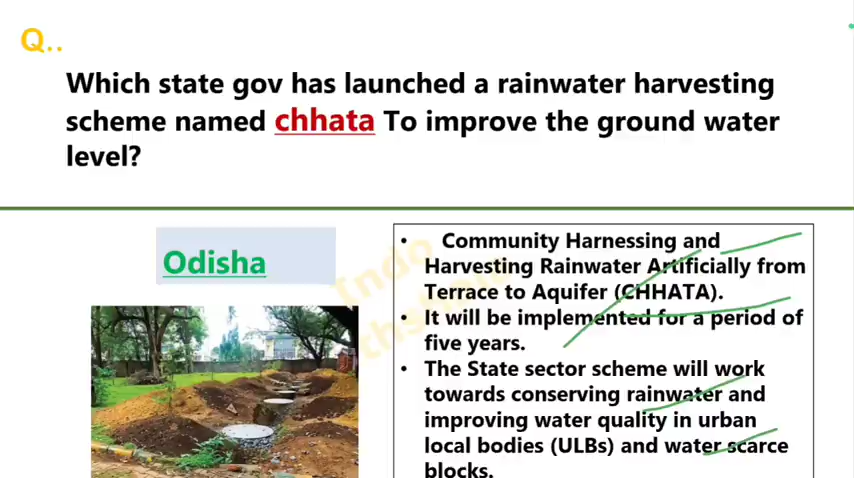 Q..
Which state gov has launched a rainwater harvesting
scheme named chhata To improve the ground water
level?
Odisha
• Community Harnessing and
Harvesting Rainwater Artificially from
Terrace to Aquifer (CHHATA).
• It will be implemented for a period of
five years.
• The State sector scheme will work
towards conserving rainwater and
improving water quality in urban
local bodies (ULBs) and water scarce
blocks.
Indo